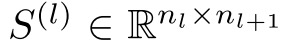 $S^{(l)} \in \mathbb{R}^{n_l \times n_{l+1}}$